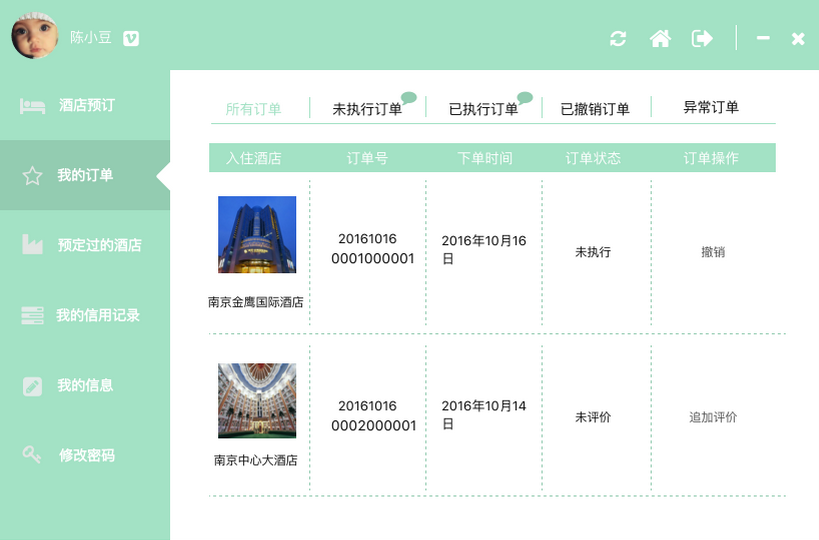 陈小豆
酒店预订
我的订单
预定过的酒店
我的信用记录
我的信息
修改密码
所有订单
未执行订单
已执行订单
已撤销订单
异常订单
入住酒店
订单号
下单时间
订单状态
订单操作
南京金鹰国际酒店
20161016
0001000001
2016年10月16
日
未执行
撤销
南京中心大酒店
20161016
0002000001
2016年10月14
日
未评价
追加评价